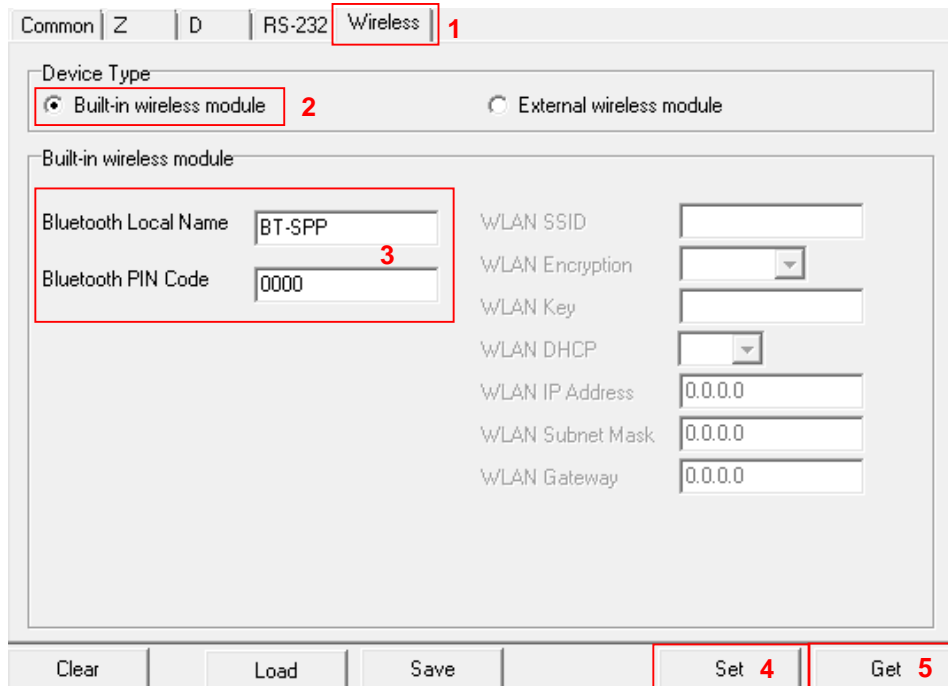 Common Z D RS-232 Wireless 1
Device Type
Built-in wireless module 2 External wireless module
Built-in wireless module
Bluetooth Local Name BT-SPP WLAN SSID
3
WLAN Encryption
Bluetooth PIN Code 0000
WLAN Key
WLAN DHCP
WLAN IP Address 0.0.0.0
WLAN Subnet Mask 0.0.0.0
WLAN Gateway 0.0.0.0
Clear Load Save Set 4 Get 5